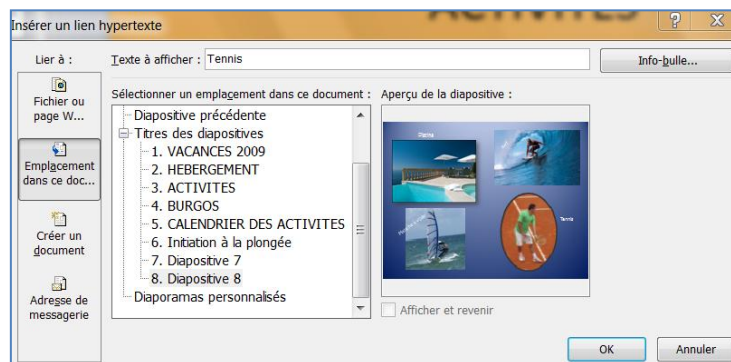 ACTIVITES
Insérer un lien hypertexte
Lier à :
Texte à afficher : Tennis
Info-bulle...
Fichier ou
page W...
Emplacement
dans ce doc...
Créer un
document
Adresse de
messagerie
Sélectionner un emplacement dans ce document :
Diapositive précédente
Titres des diapositives
1. VACANCES 2009
2. HEBERGEMENT
3. ACTIVITES
4. BURGOS
5. CALENDRIER DES ACTIVITES
6. Initiation à la plongée
7. Diapositive 7
8. Diapositive 8
Diaporamas personnalisés
Aperçu de la diapositive :
Piscine
Tennis
Afficher et revenir
OK
Annuler